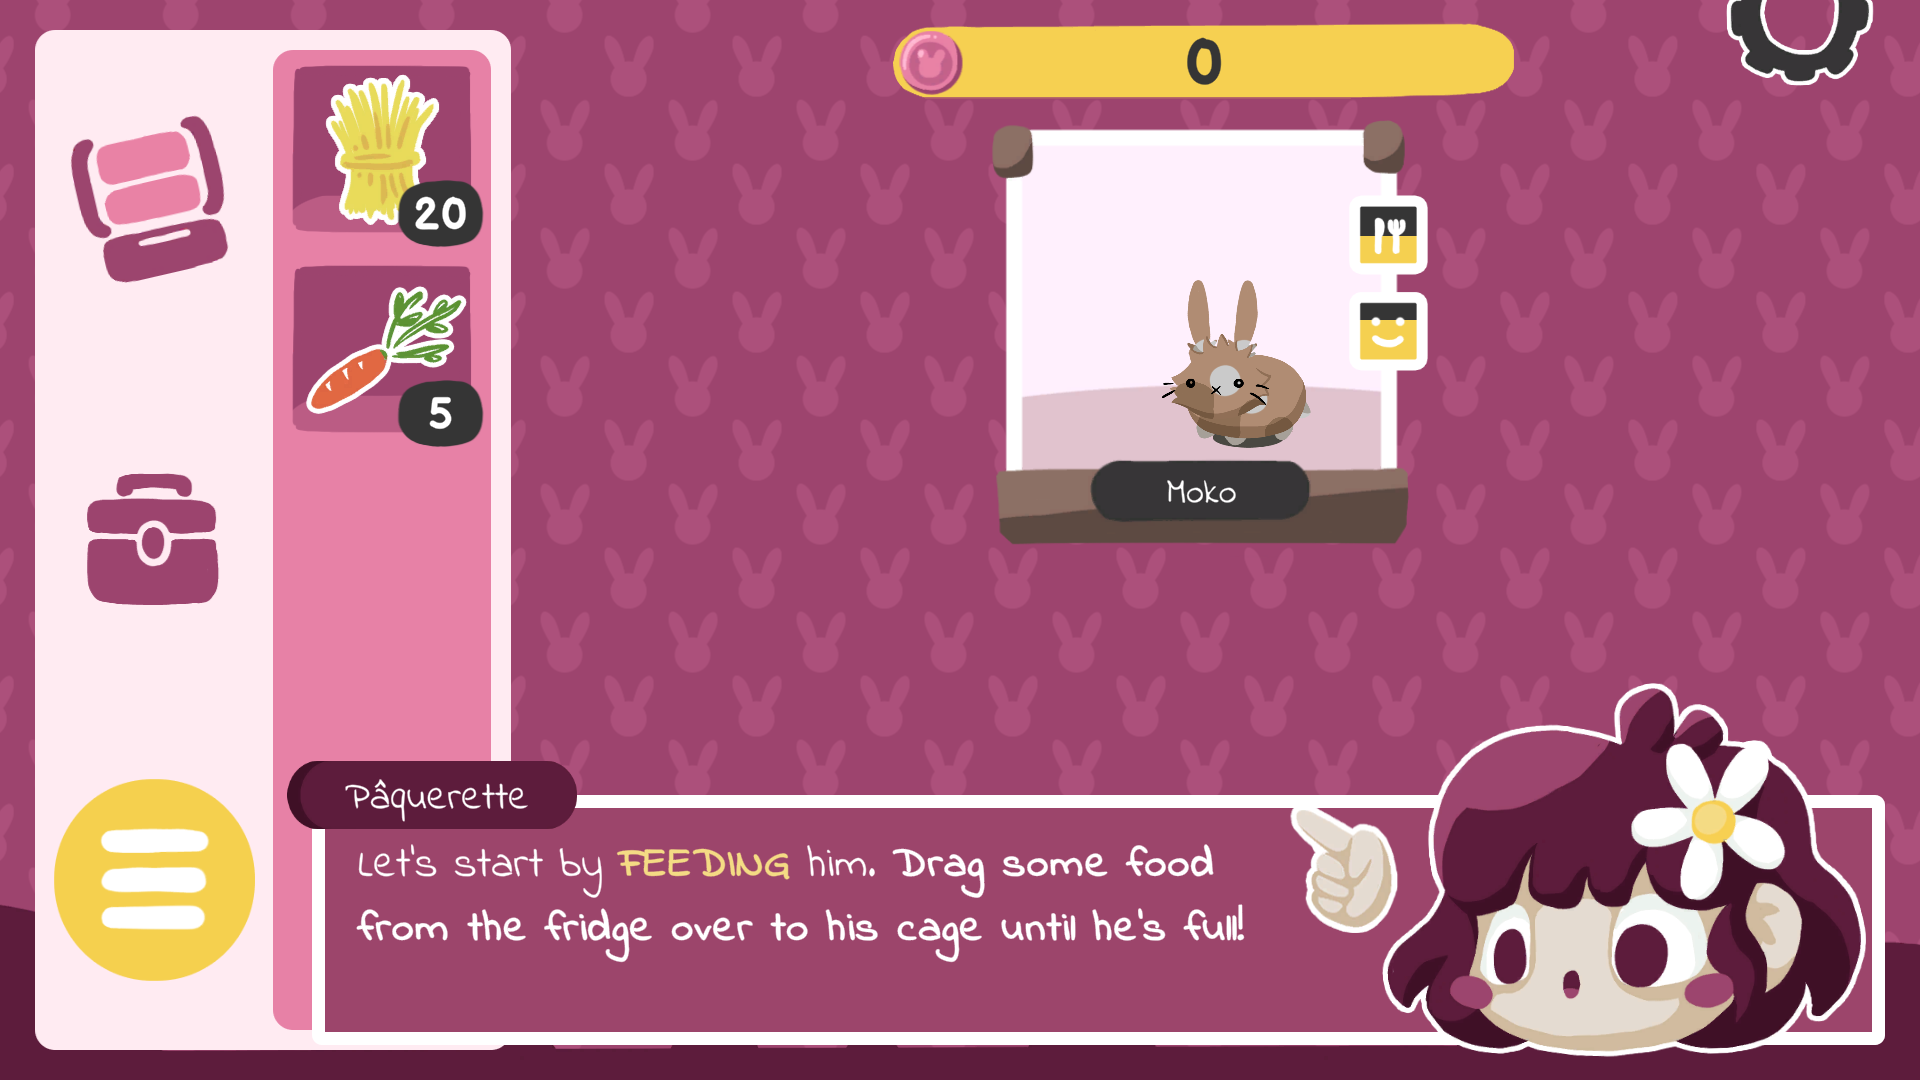 0
20
5
Moko
Pâquerette
Let's start by FEEDING him. Drag some food
from the fridge over to his cage until he's full!